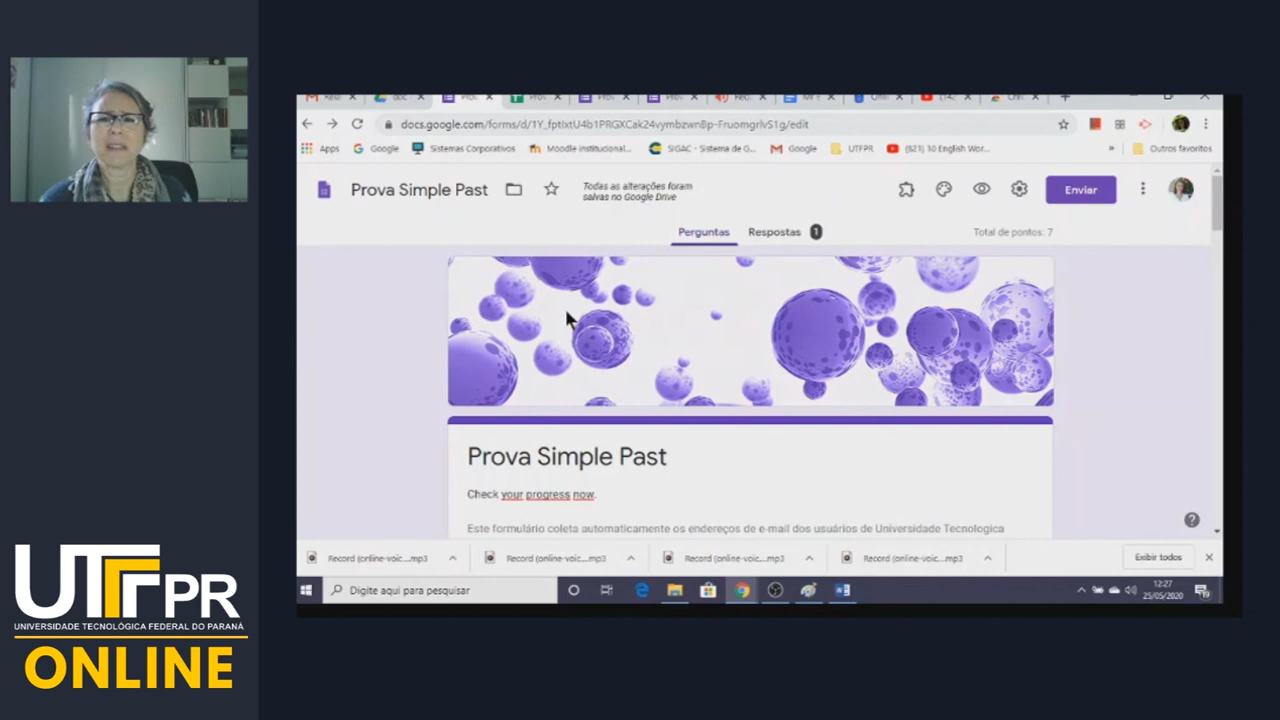 docs.google.com/forms/d/1Y_fptIxtU4b1PRGXCak24vymbzwnBp-FruomgrlvS1g/edit
Apps
Google
Sistemas Corporativos
Moodle institucional...
SIGAC - Sistema de G...
Google
UTFPR
(521) 10 English Wor...
»
Outros favoritos
Prova Simple Past
Todas as alterações foram
salvas no Google Drive
Enviar
Perguntas
Respostas 1
Total de pontos: 7
Prova Simple Past
Check your progress now.
Este formulário coleta automaticamente os endereços de e-mail dos usuários de Universidade Tecnologica
Record (online-voic....mp3
Record (online-voic....mp3
Record (online-voic....mp3
Record (online-voic....mp3
Exibir todos
Digite aqui para pesquisar
12:27
25/05/2020
UTFPR
UNIVERSIDADE TECNOLÓGICA FEDERAL DO PARANÁ
ONLINE